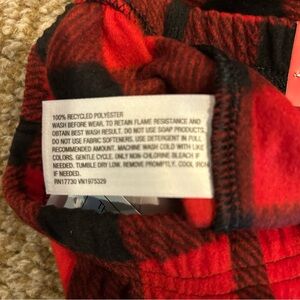 100% RECYCLED POLYESTER
WASH BEFORE WEAR, TO RETAIN FLAME RESISTANCE AND
OBTAIN BEST WASH RESULT. DO NOT USE SOAP PRODUCTS.
DO NOT USE FABRIC SOFTENERS. USE DETERGENT IN FULL
RECOMMENDED AMOUNT. MACHINE WASH COLD WITH LIKE
COLORS, GENTLE CYCLE. ONLY NON-CHLORINE BLEACH IF
NEEDED. TUMBLE DRY LOW. REMOVE PROMPTLY. COOL IRON
IF NEEDED.
RN17730 VN1975329